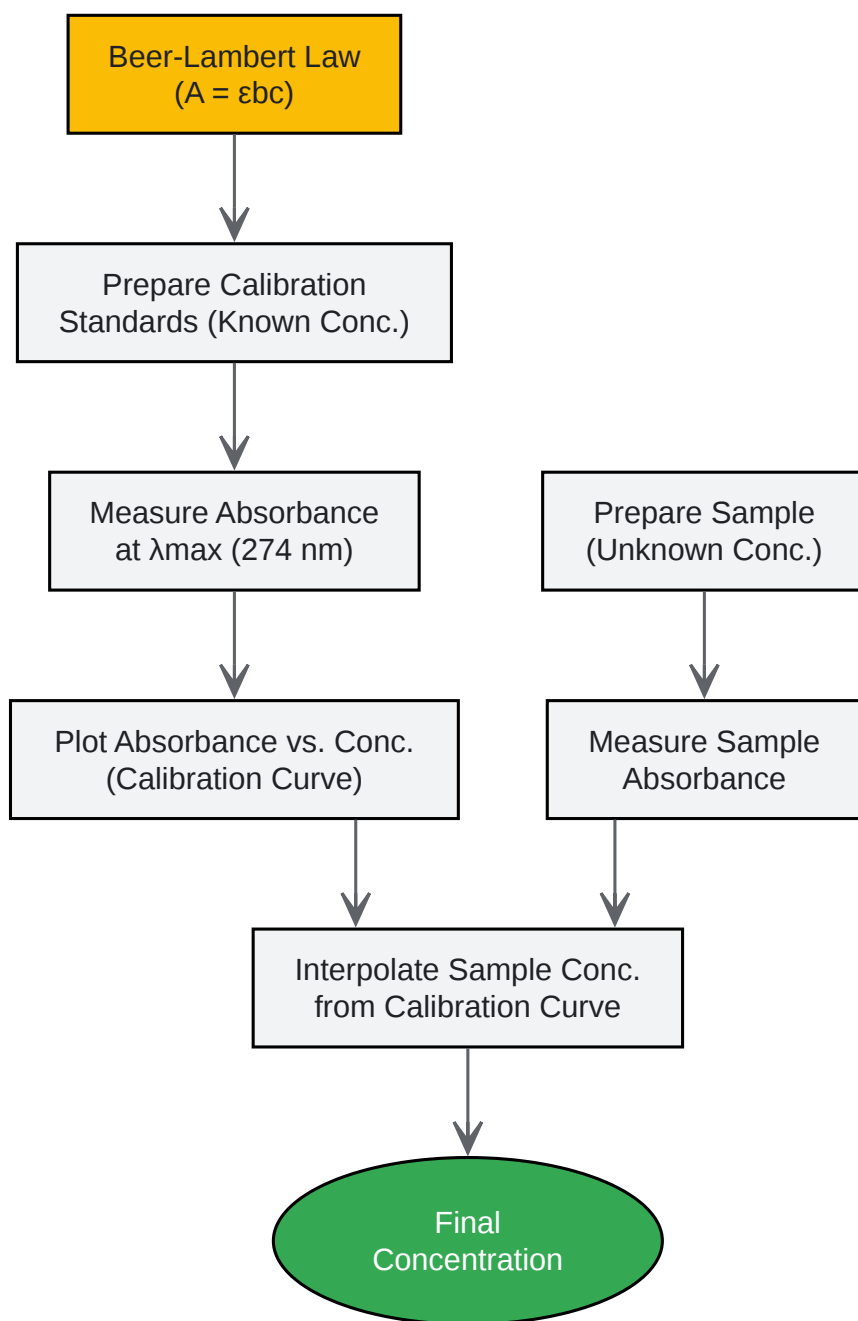 Beer-Lambert Law
(A = εbc)
Prepare Calibration
Standards (Known Conc.)
Measure Absorbance
at λmax (274 nm)
Prepare Sample
(Unknown Conc.)
Plot Absorbance vs. Conc.
(Calibration Curve)
Measure Sample
Absorbance
Interpolate Sample Conc.
from Calibration Curve
Final
Concentration